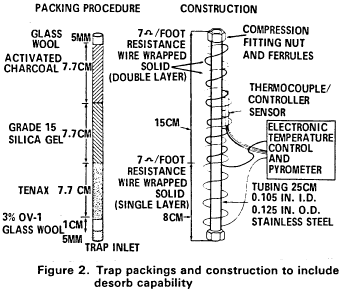 PACKING PROCEDURE
GLASS WOOL 5MM
ACTIVATED CHARCOAL 7.7CM
GRADE 15 SILICA GEL 7.7CM
TENAX 7.7 CM
3% OV-1 1CM
GLASS WOOL 5MM
TRAP INLET
CONSTRUCTION
7Ω/FOOT
RESISTANCE
WIRE WRAPPED
SOLID
(DOUBLE LAYER)
15CM
7Ω/FOOT
RESISTANCE
WIRE WRAPPED
SOLID
(SINGLE LAYER)
8CM
COMPRESSION
FITTING NUT
AND FERRULES
THERMOCOUPLE/
CONTROLLER
SENSOR
ELECTRONIC
TEMPERATURE
CONTROL
AND
PYROMETER
TUBING 25CM
0.105 IN. I.D.
0.125 IN. O.D.
STAINLESS STEEL
Figure 2. Trap packings and construction to include
desorb capability